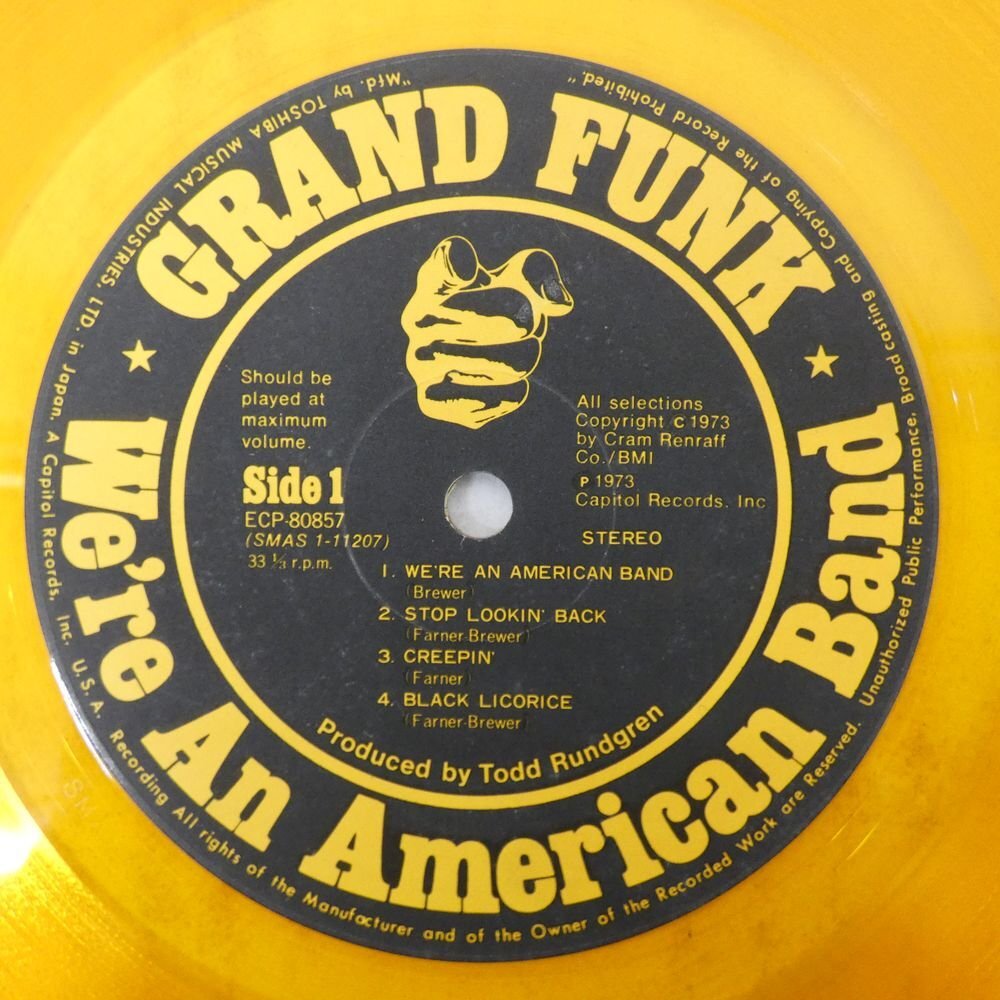 GRAND FUNK
We're An American Band
"Mfd. by TOSHIBA MUSICAL INDUSTRIES, LTD. in Japan. A Capitol Records, Inc. U.S.A. Recording All rights of the Manufacturer and of the Owner of the Recorded Work are Reserved. Unauthorized Public Performance, Broadcasting and Copying of the Record Prohibited."
Should be
played at
maximum
volume.
Side 1
ECP-80857
(SMAS 1-11207)
33 1/3 r.p.m.
All selections
Copyright C 1973
by Cram Renraff
Co./BMI
P 1973
Capitol Records, Inc
STEREO
1. WE'RE AN AMERICAN BAND
(Brewer)
2. STOP LOOKIN' BACK
(Farner-Brewer)
3. CREEPIN'
(Farner)
4. BLACK LICORICE
(Farner-Brewer)
Produced by Todd Rundgren